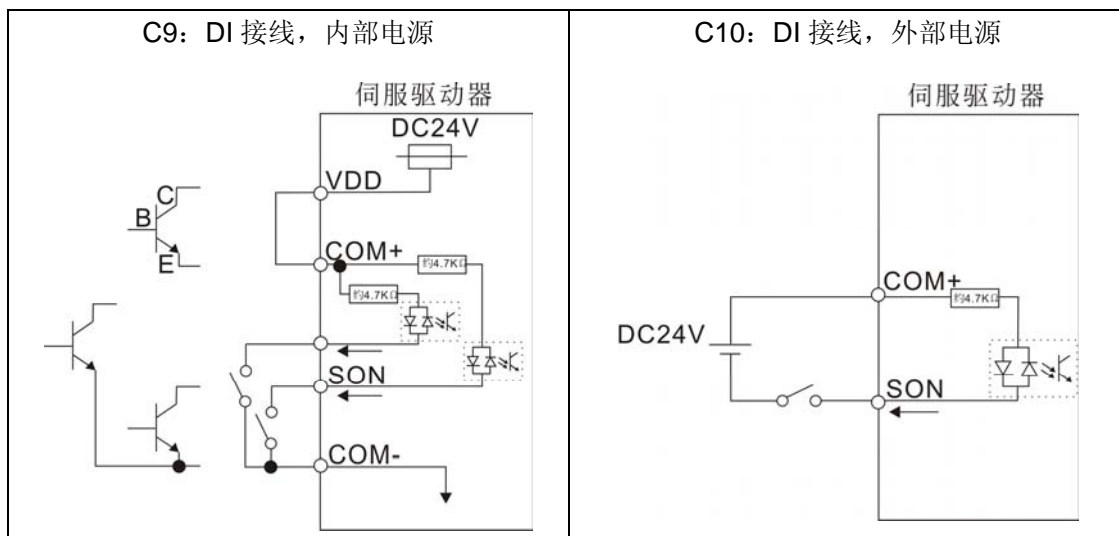 C9：DI 接线，内部电源
伺服驱动器
DC24V
VDD
C
B
E
COM+
约4.7KΩ
约4.7KΩ
SON
COM-
C10：DI 接线，外部电源
伺服驱动器
COM+
约4.7KΩ
DC24V
SON